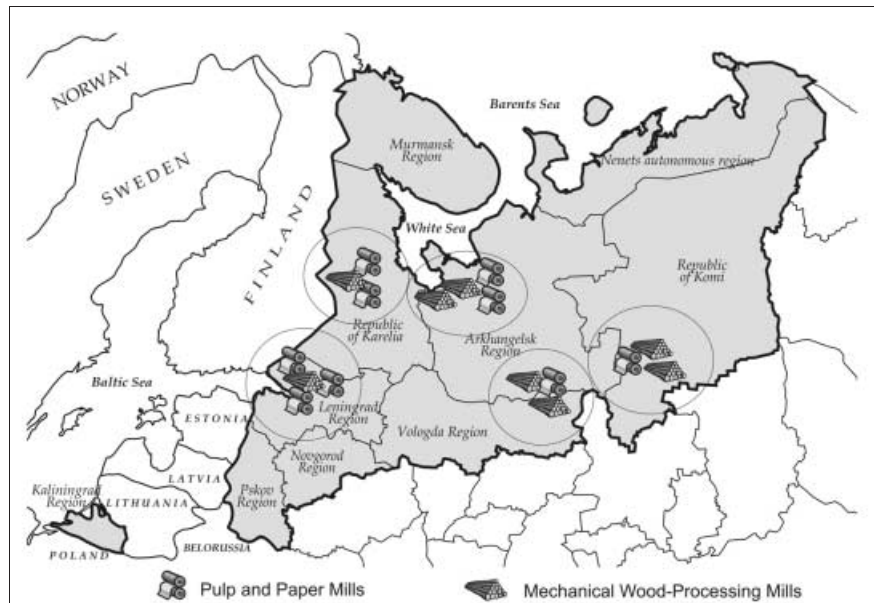 NORWAY
Barents Sea
Murmansk
Region
Nenets autonomous region
SWEDEN
FINLAND
White Sea
Republic
of Komi
Republic
of Karelia
Arkhangelsk
Region
Baltic Sea
ESTONIA
Leningrad
Region
Vologda Region
Novgorod
Region
LATVIA
Kaliningrad
Region
LITHUANIA
Pskov
Region
POLAND
BELORUSSIA
Pulp and Paper Mills
Mechanical Wood-Processing Mills